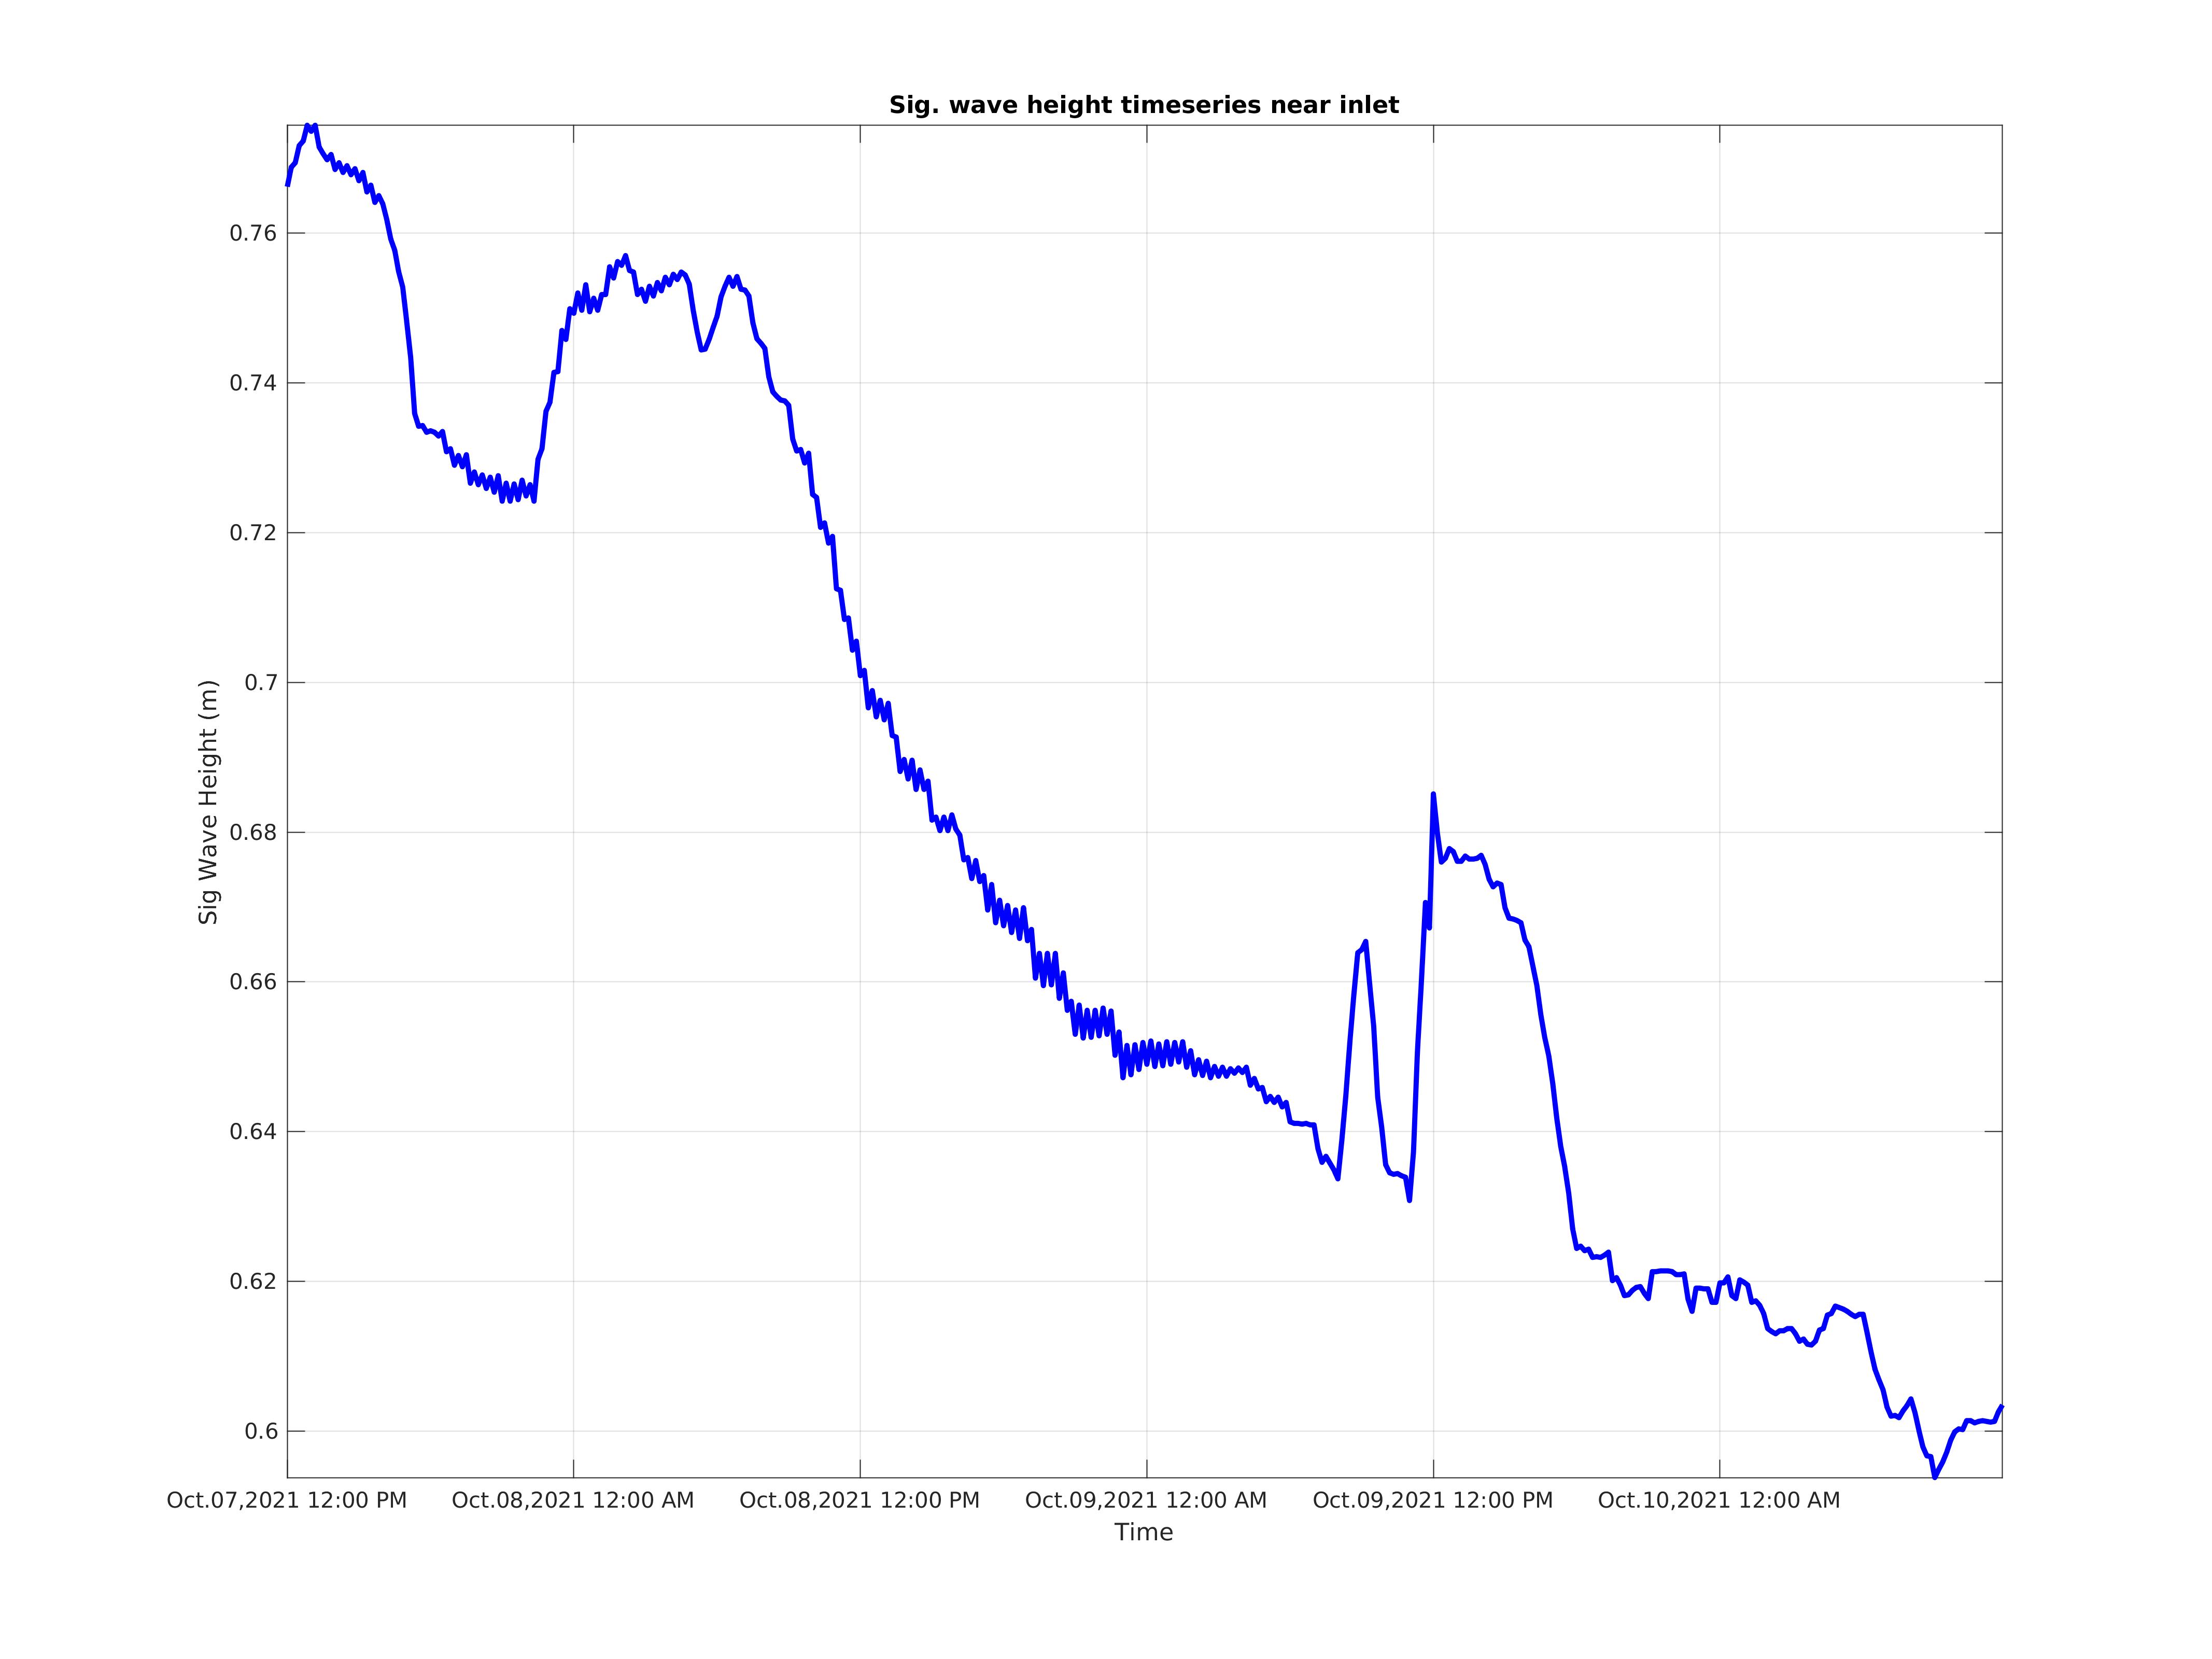 Sig. wave height timeseries near inlet
0.76
0.74
0.72
0.7
0.68
0.66
0.64
0.62
0.6
Sig Wave Height (m)
Oct.07,2021 12:00 PM
Oct.08,2021 12:00 AM
Oct.08,2021 12:00 PM
Oct.09,2021 12:00 AM
Oct.09,2021 12:00 PM
Oct.10,2021 12:00 AM
Time